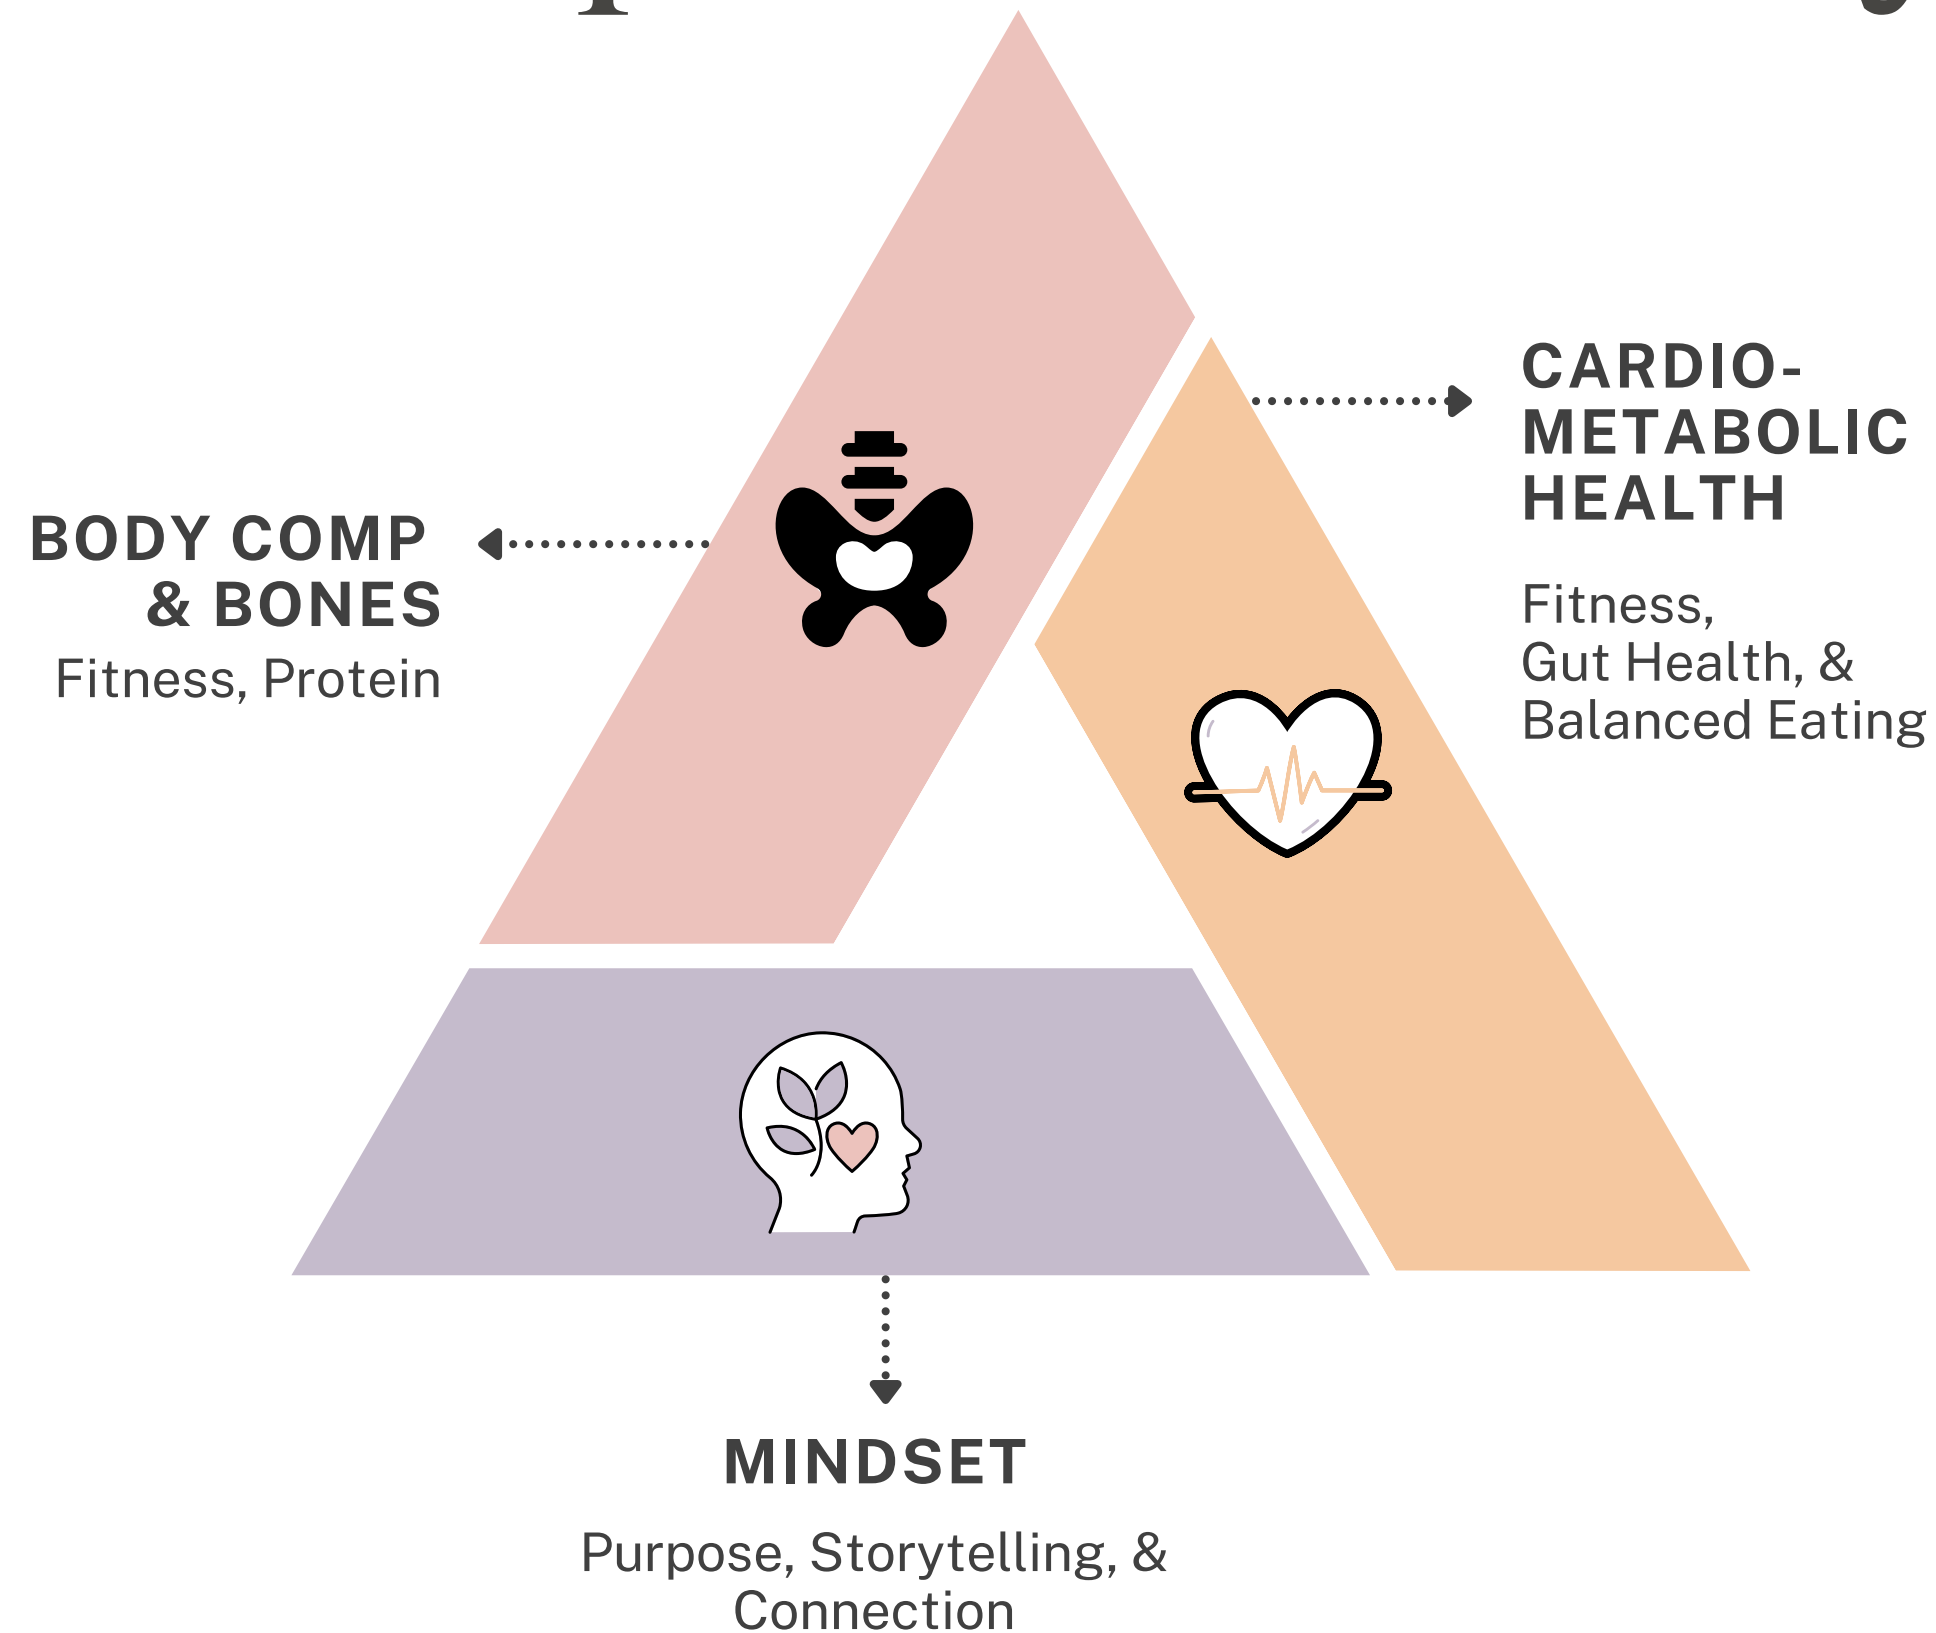 BODY COMP
& BONES
Fitness, Protein
CARDIO-
METABOLIC
HEALTH
Fitness,
Gut Health, &
Balanced Eating
MINDSET
Purpose, Storytelling, &
Connection